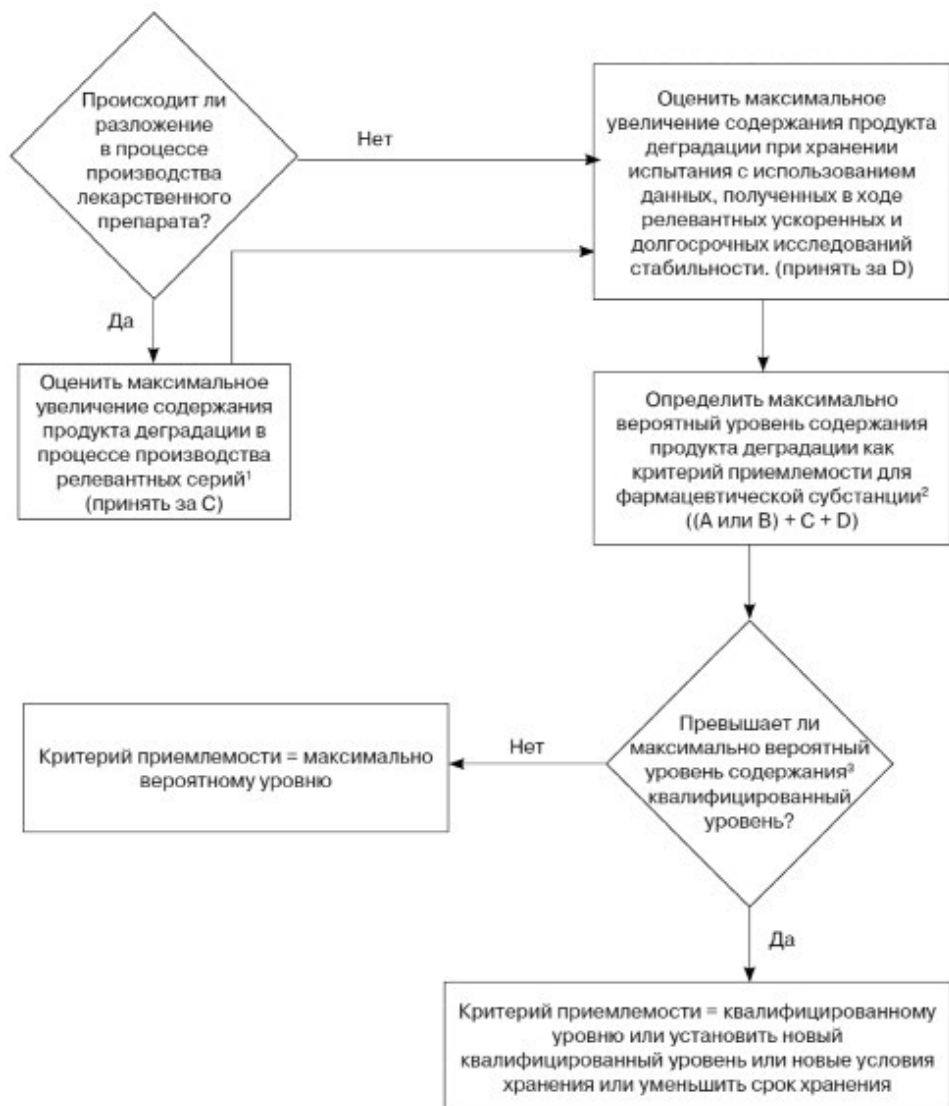 Происходит ли
разложение
в процессе
производства
лекарственного
препарата?
Нет
Оценить максимальное
увеличение содержания продукта
деградации при хранении
испытания с использованием
данных, полученных в ходе
релевантных ускоренных и
долгосрочных исследований
стабильности. (принять за D)
Да
Оценить максимальное
увеличение содержания
продукта деградации в
процессе производства
релевантных серий¹
(принять за C)
Определить максимально
вероятный уровень содержания
продукта деградации как
критерий приемлемости для
фармацевтической субстанции²
((A или B) + C + D)
Превышает ли
максимально вероятный
уровень содержания³
квалифицированный
уровень?
Нет
Критерий приемлемости = максимально
вероятному уровню
Да
Критерий приемлемости = квалифицированному
уровню или установить новый
квалифицированный уровень или новые условия
хранения или уменьшить срок хранения